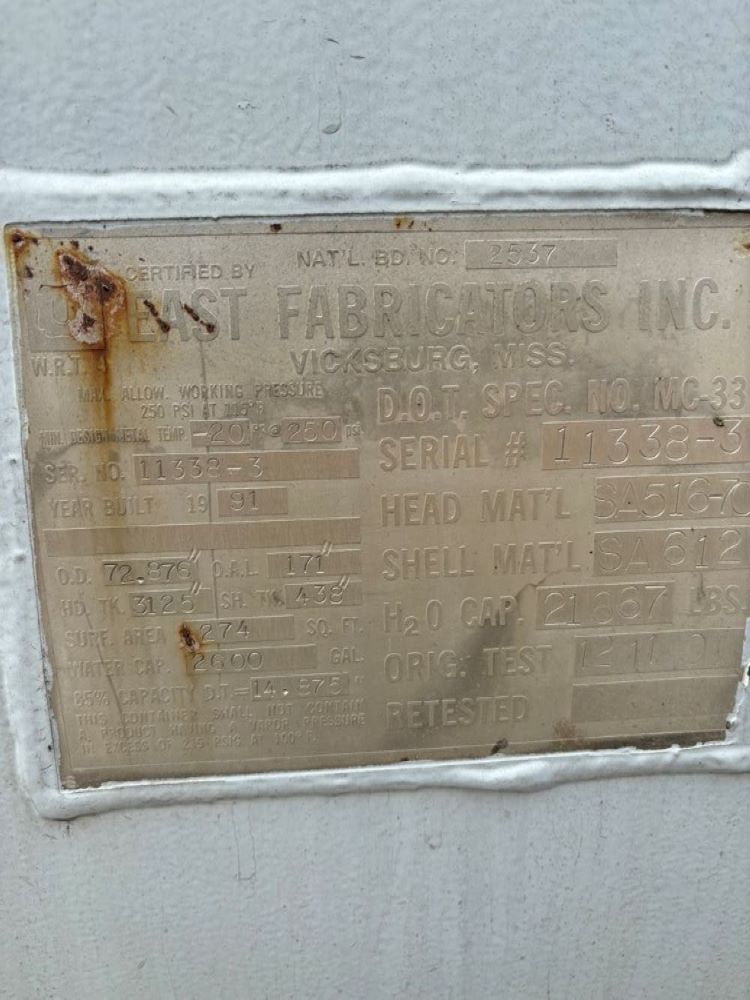 CERTIFIED BY NAT'L. BD. NO. 2537
EAST FABRICATORS INC.
W.R.T. VICKSBURG, MISS.
MAX. ALLOW. WORKING PRESSURE
250 PSI AT 115°F
D.O.T. SPEC. NO. MC-33
MIN. DESIGN METAL TEMP. -20 °F @ 250 PSI
SERIAL # 11338-3
SER. NO. 11338-3
YEAR BUILT 19 91
HEAD MAT'L SA516-70
O.D. 72.876" O.A.L. 171"
SHELL MAT'L. SA612
HD. TK. .3125" SH. TK. .438"
H2O CAP. LBS.
SURF. AREA 274 SQ. FT.
WATER CAP. 2600 GAL.
ORIG. TEST
85% CAPACITY D.T.= 14.875"
RETESTED
THIS CONTAINER SHALL NOT CONTAIN
A PRODUCT HAVING VAPOR PRESSURE
IN EXCESS OF 215 PSIG AT 100° F.